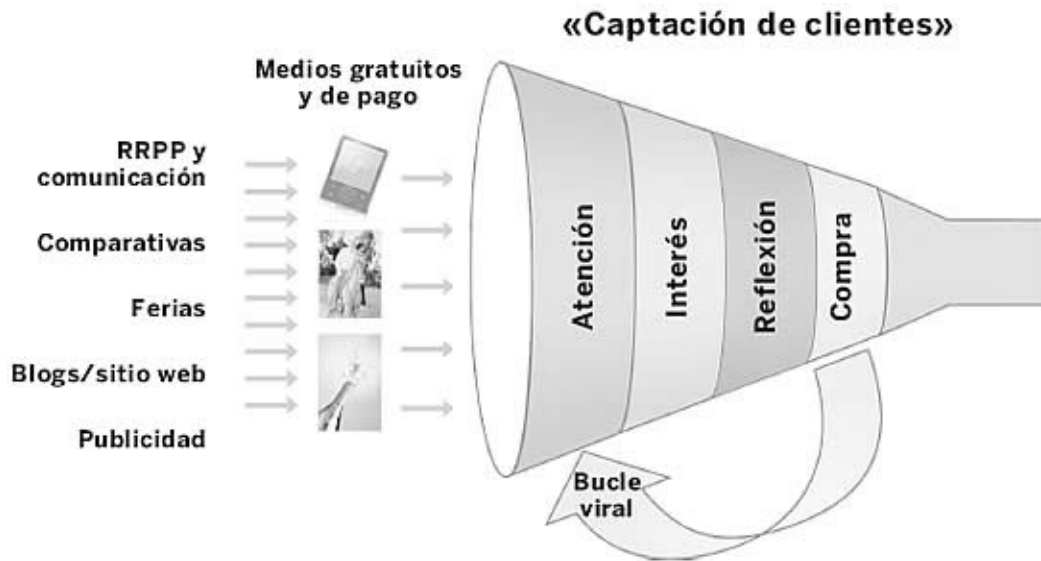 «Captación de clientes»
Medios gratuitos
y de pago
RRPP y
comunicación
Comparativas
Ferias
Blogs/sitio web
Publicidad
Atención
Interés
Reflexión
Compra
Bucle
viral